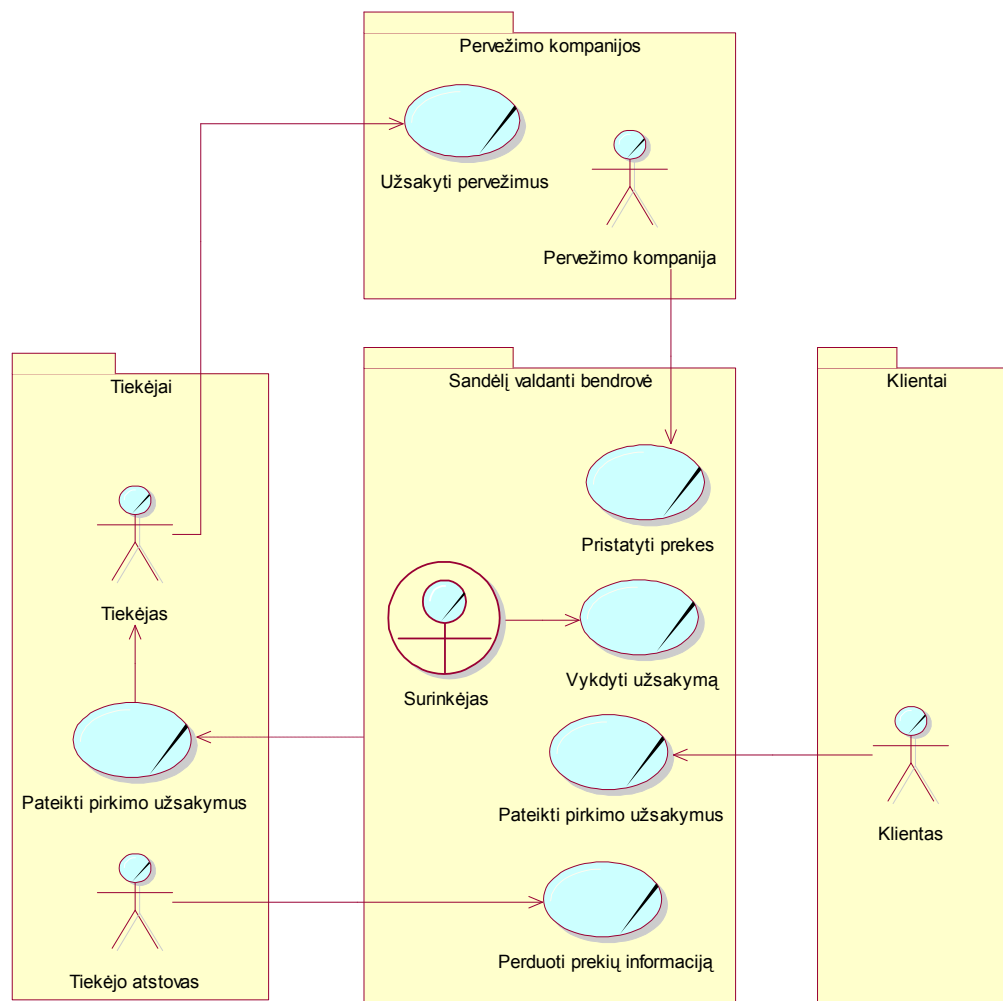 Pervežimo kompanijos
Užsakyti pervežimus
Pervežimo kompanija
Tiekėjai
Sandėlį valdanti bendrovė
Klientai
Pristatyti prekes
Tiekėjas
Surinkėjas
Vykdyti užsakymą
Pateikti pirkimo užsakymus
Pateikti pirkimo užsakymus
Klientas
Tiekėjo atstovas
Perduoti prekių informaciją